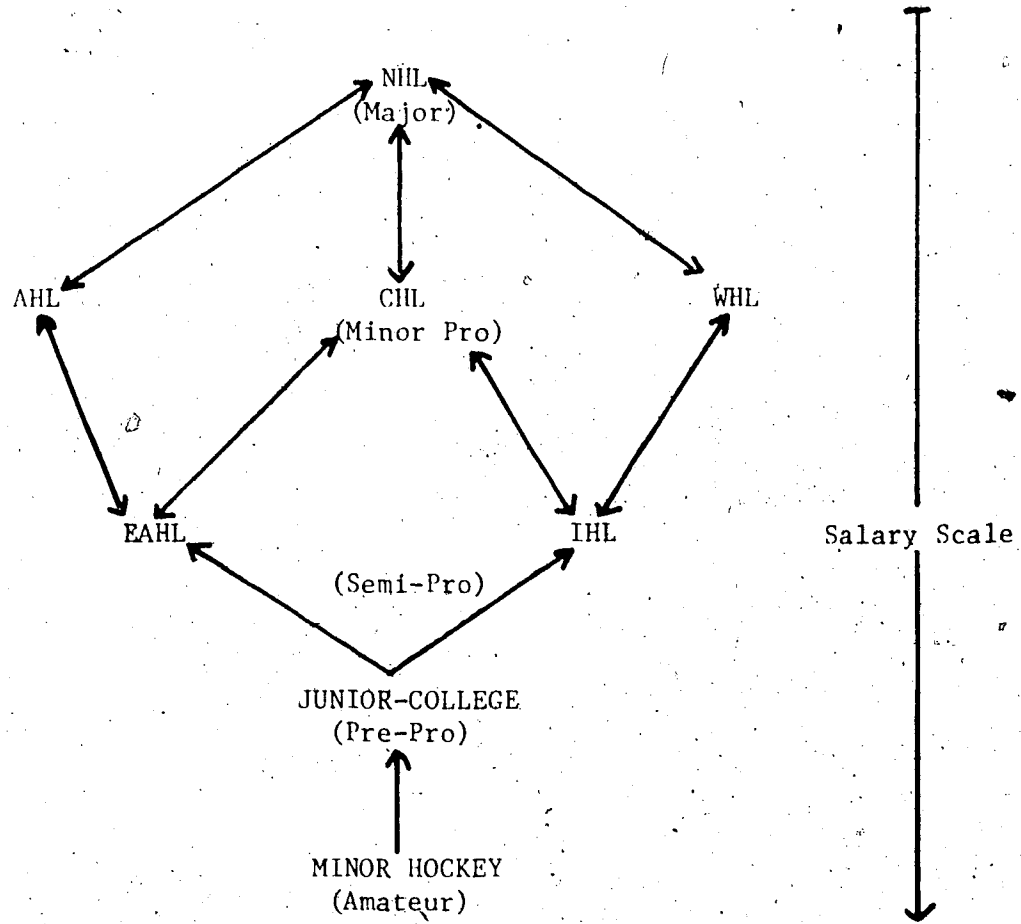 NHL
(Major)
AHL
CHL
WHL
(Minor Pro)
EAHL
IHL
Salary Scale
(Semi-Pro)
JUNIOR-COLLEGE
(Pre-Pro)
MINOR HOCKEY
(Amateur)